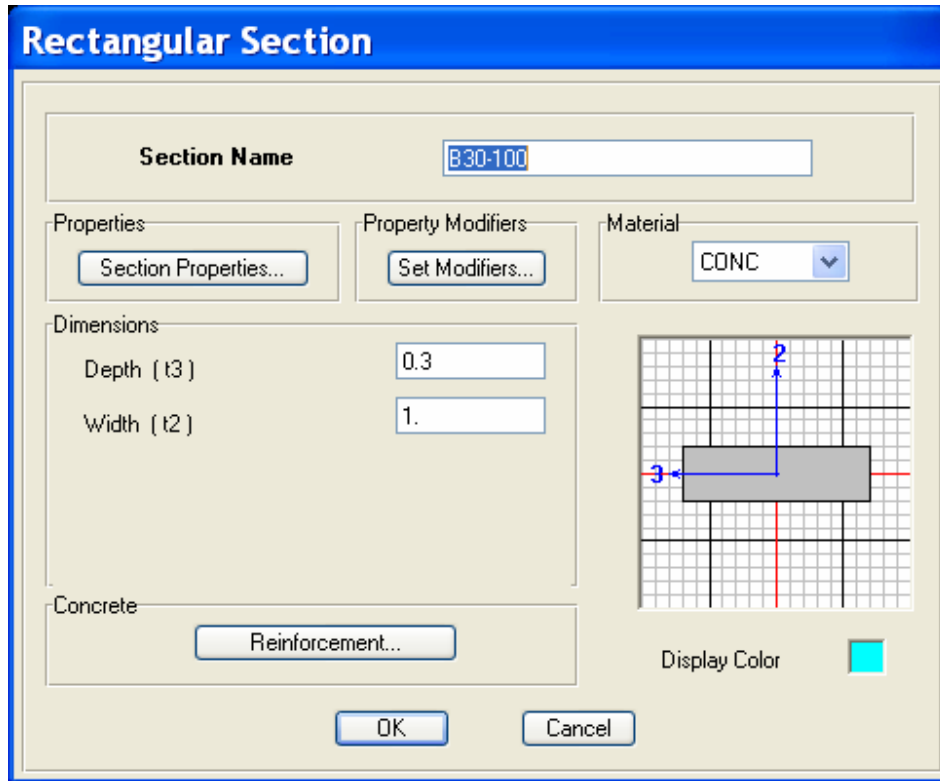 Rectangular Section
Section Name B30-100
Properties Property Modifiers Material
Section Properties... Set Modifiers... CONC
Dimensions
Depth ( t3 ) 0.3
Width ( t2 ) 1.
2
3
Concrete
Reinforcement...
Display Color
OK Cancel